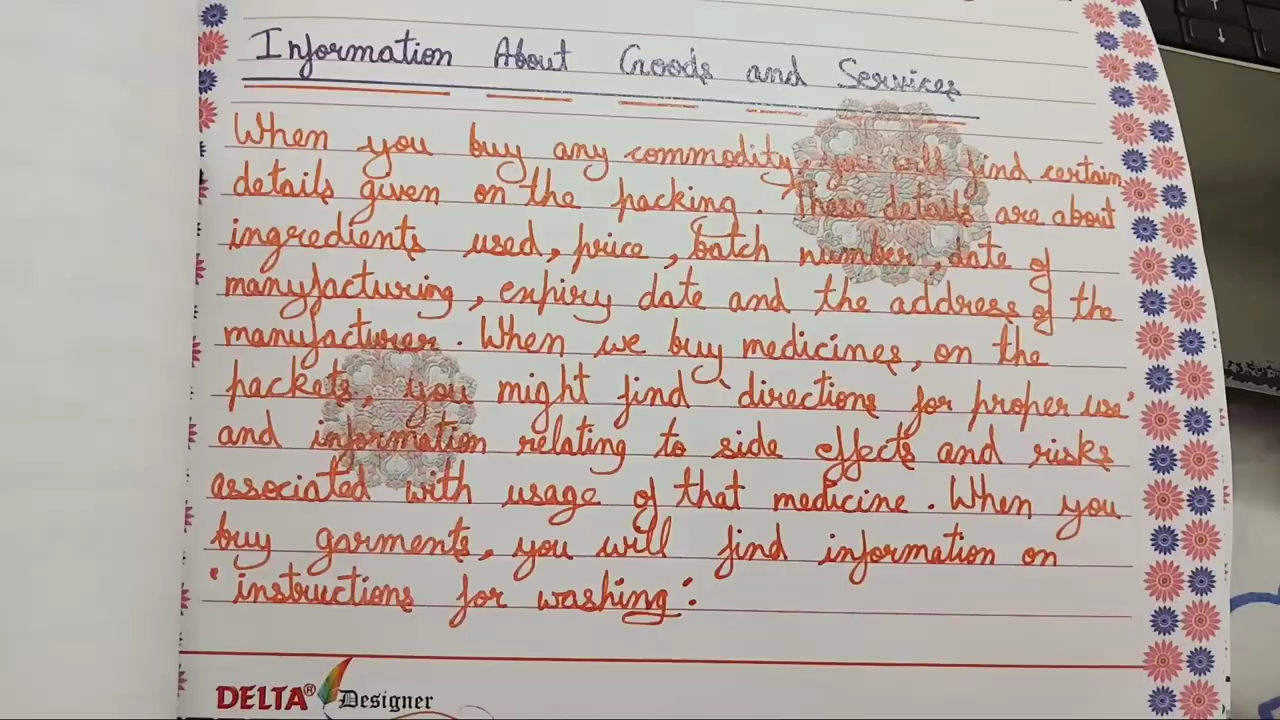 Information About Goods and Services
When you buy any commodity, you will find certain
details given on the packing. These details are about
ingredients used, price, batch number, date of
manufacturing, expiry date and the address of the
manufacturer. When we buy medicines, on the
packets, you might find 'directions for proper use'
and information relating to side effects and risks
associated with usage of that medicine. When you
buy garments, you will find information on
'instructions for washing'.
DELTA® Designer